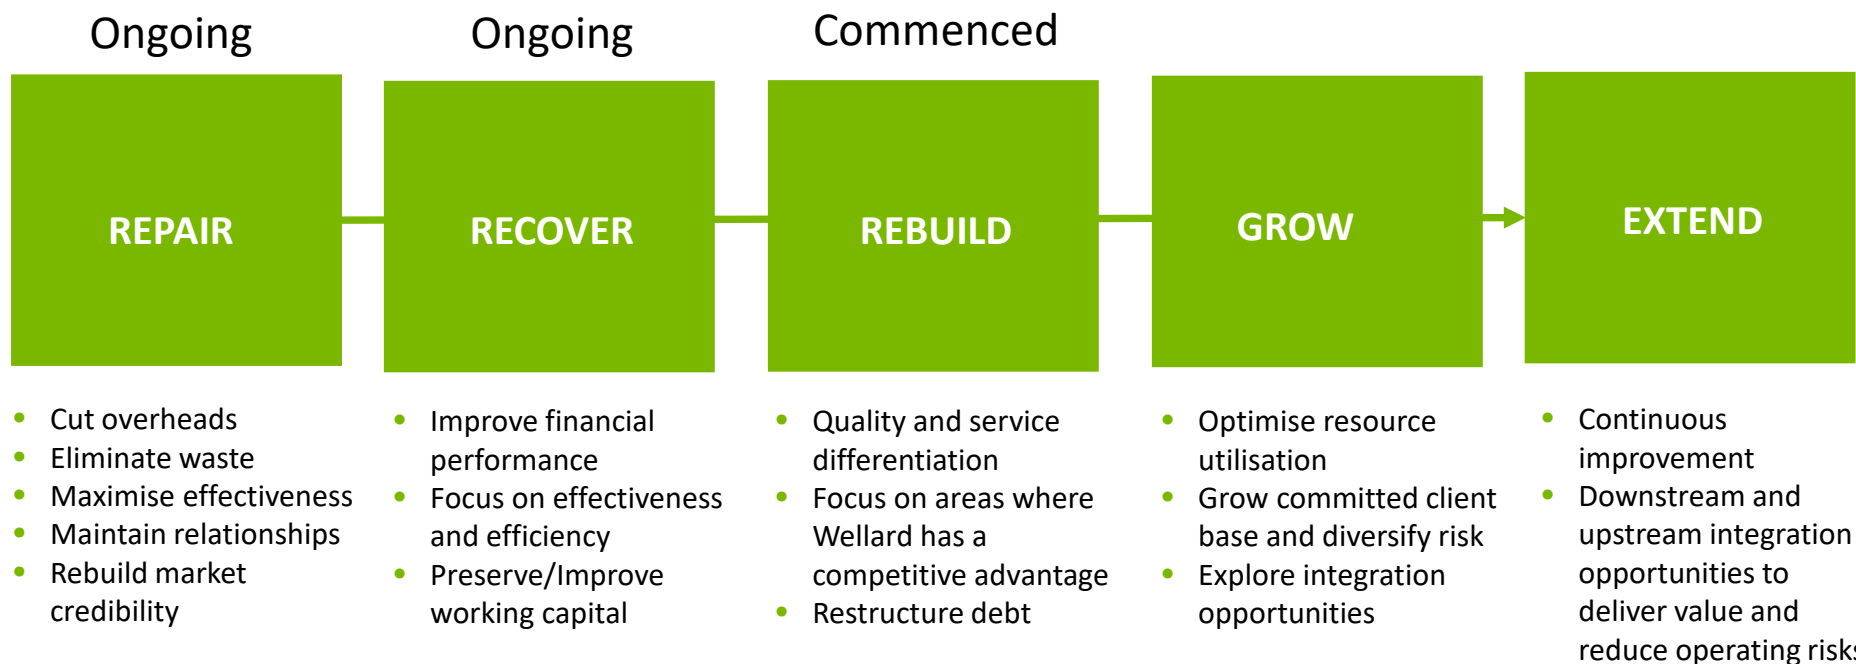 Ongoing
Ongoing
Commenced
REPAIR
RECOVER
REBUILD
GROW
EXTEND
• Cut overheads
• Eliminate waste
• Maximise effectiveness
• Maintain relationships
• Rebuild market
credibility
• Improve financial
performance
• Focus on effectiveness
and efficiency
• Preserve/Improve
working capital
• Quality and service
differentiation
• Focus on areas where
Wellard has a
competitive advantage
• Restructure debt
• Optimise resource
utilisation
• Grow committed client
base and diversify risk
• Explore integration
opportunities
• Continuous
improvement
• Downstream and
upstream integration
opportunities to
deliver value and
reduce operating risks